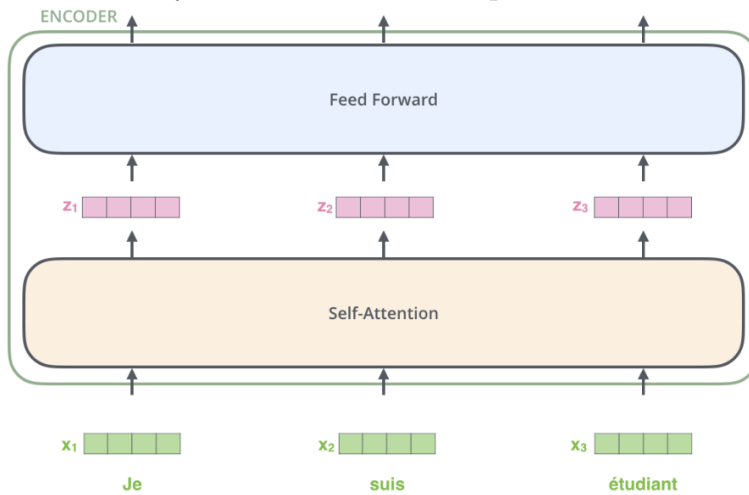 ENCODER
Feed Forward
z1 z2 z3
Self-Attention
x1 x2 x3
Je suis étudiant